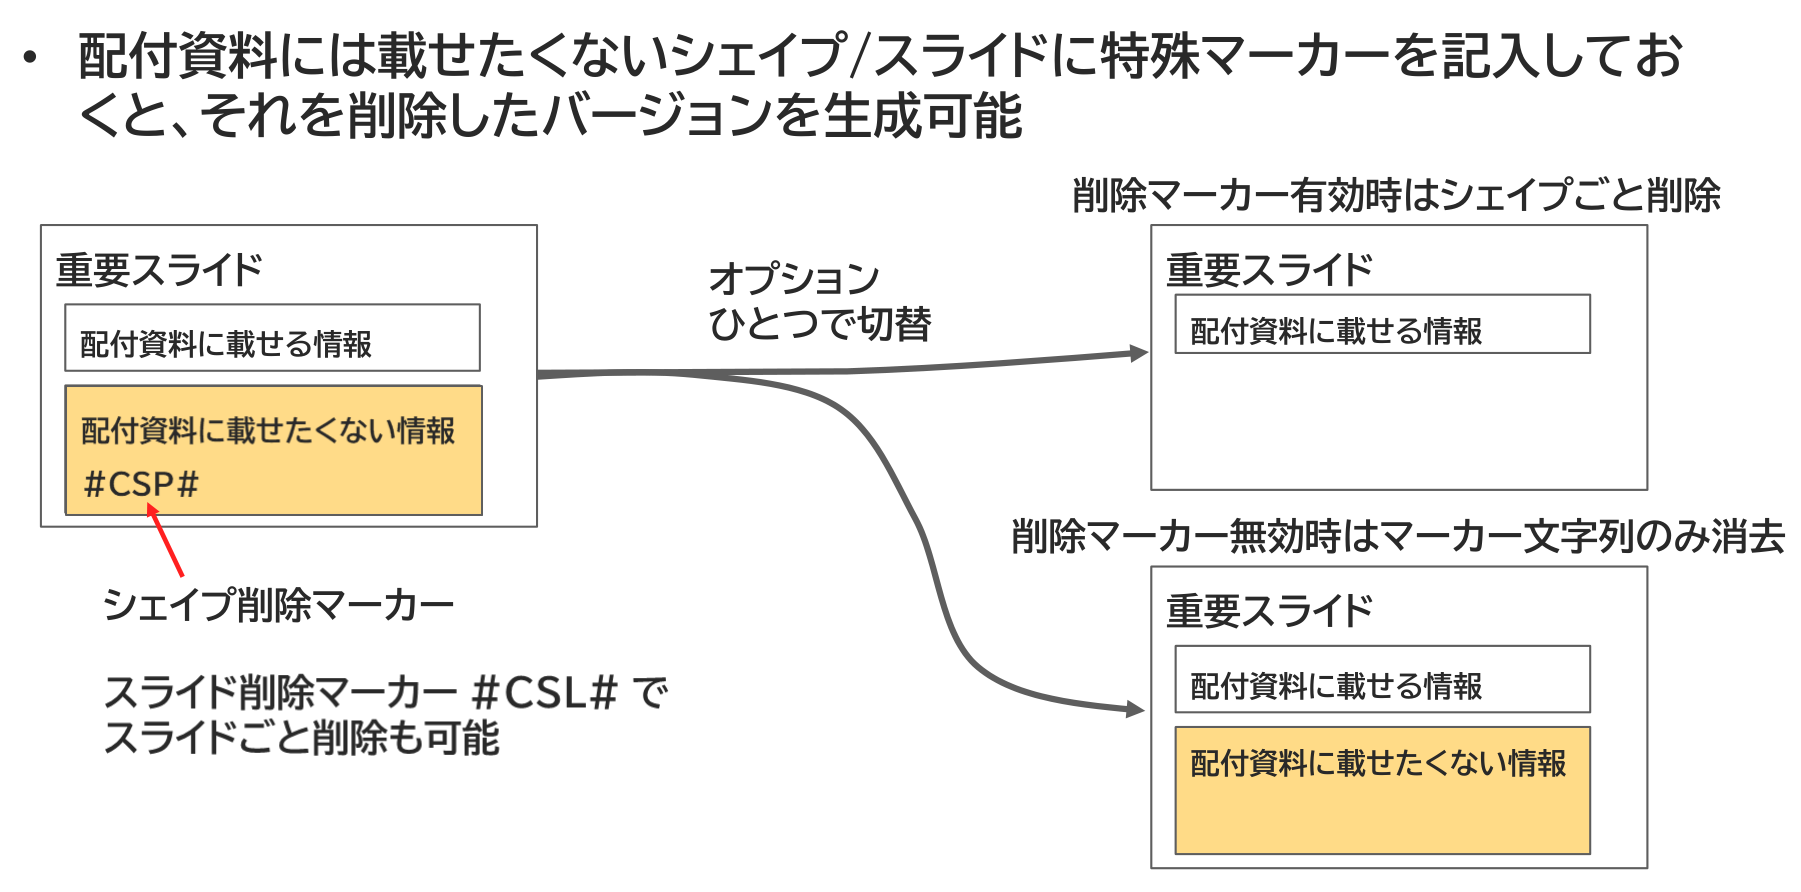 • 配付資料には載せたくないシェイプ/スライドに特殊マーカーを記入してお
くと、それを削除したバージョンを生成可能
重要スライド
配付資料に載せる情報
配付資料に載せたくない情報
#CSP#
シェイプ削除マーカー
スライド削除マーカー #CSL# で
スライドごと削除も可能
オプション
ひとつで切替
削除マーカー有効時はシェイプごと削除
重要スライド
配付資料に載せる情報
削除マーカー無効時はマーカー文字列のみ消去
重要スライド
配付資料に載せる情報
配付資料に載せたくない情報